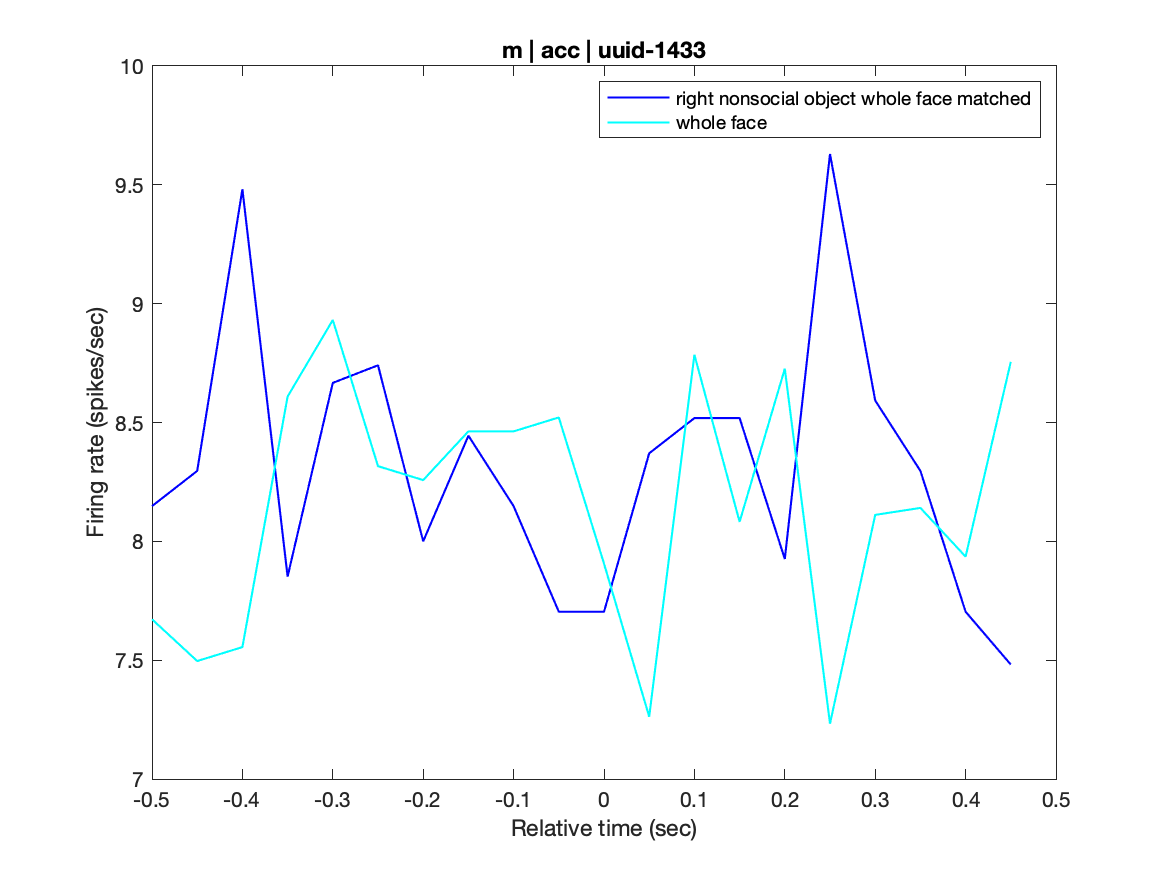 m | acc | uuid-1433
right nonsocial object whole face matched
whole face
10
9.5
9
8.5
8
7.5
7
Firing rate (spikes/sec)
-0.5 -0.4 -0.3 -0.2 -0.1 0 0.1 0.2 0.3 0.4 0.5
Relative time (sec)